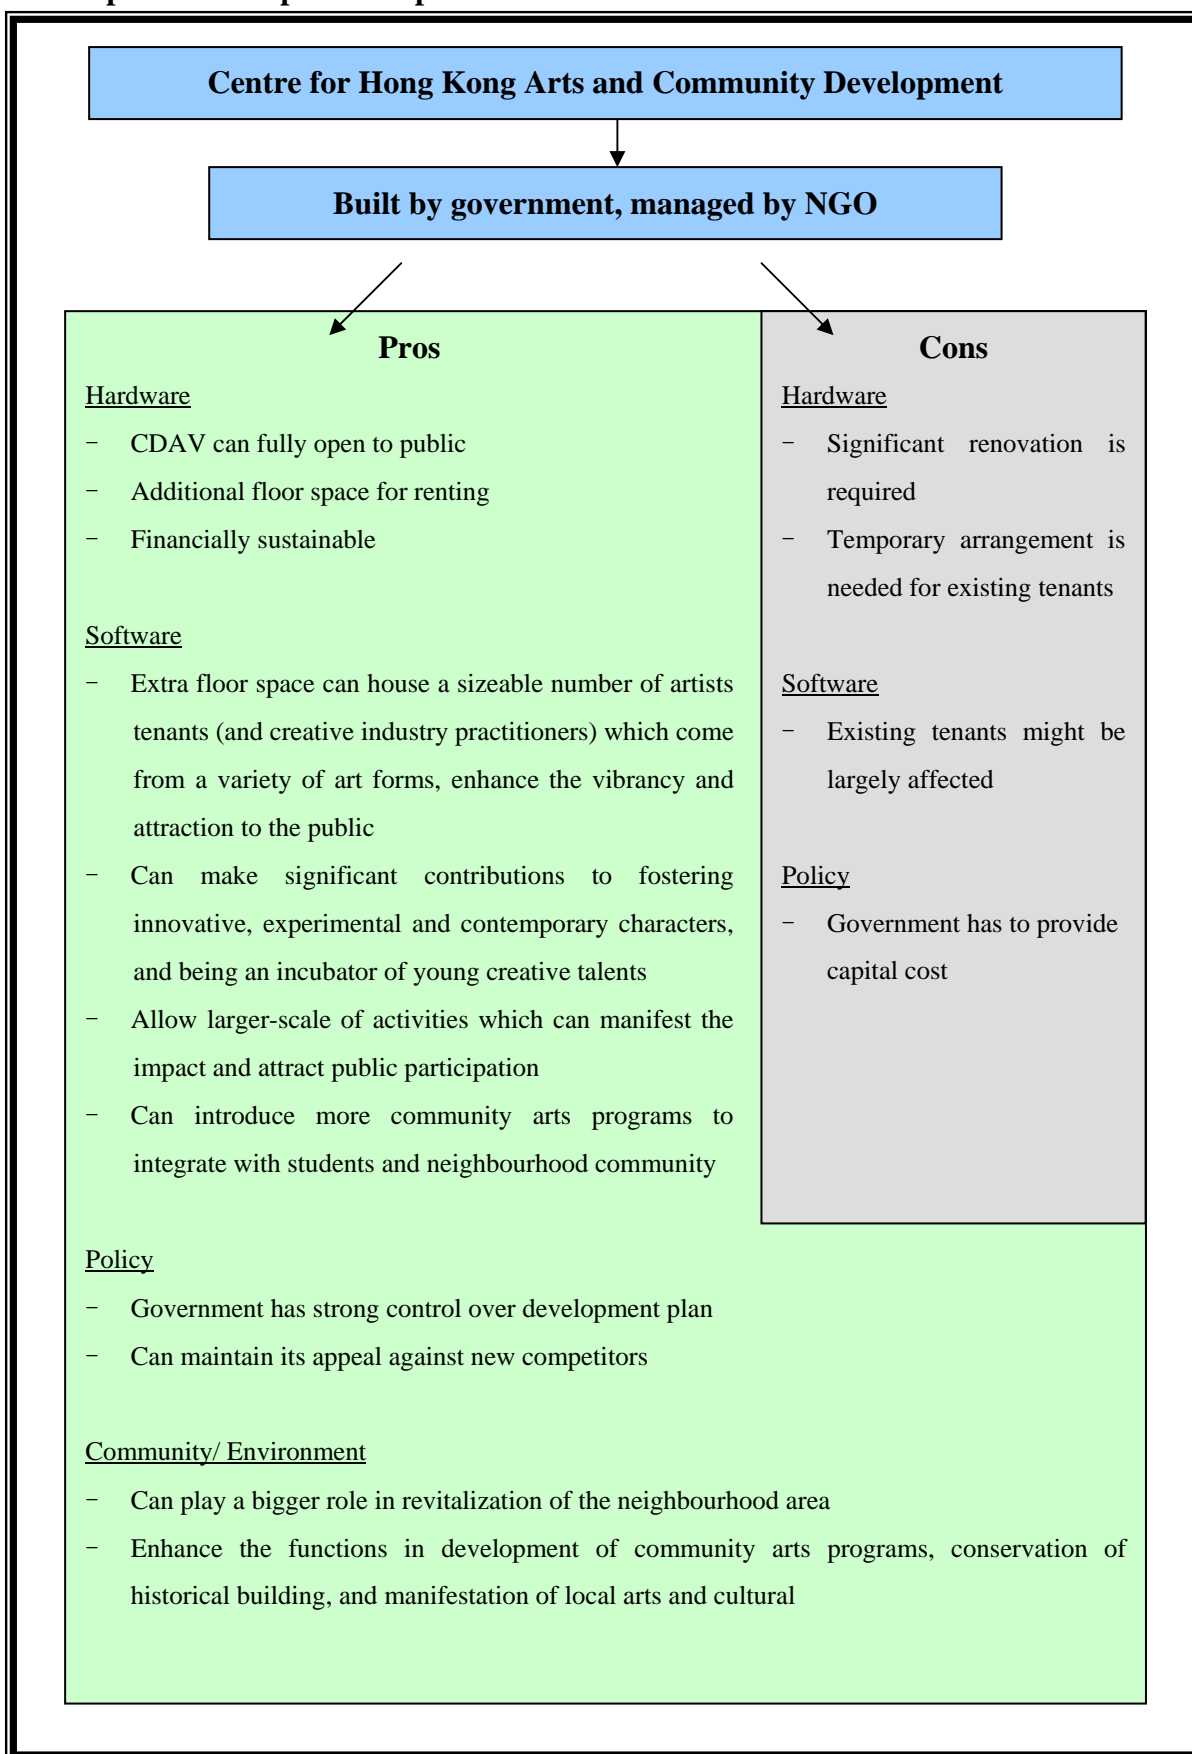 Centre for Hong Kong Arts and Community Development
Built by government, managed by NGO
Pros
Hardware
- CDAV can fully open to public
- Additional floor space for renting
- Financially sustainable
Software
- Extra floor space can house a sizeable number of artists
tenants (and creative industry practitioners) which come
from a variety of art forms, enhance the vibrancy and
attraction to the public
- Can make significant contributions to fostering
innovative, experimental and contemporary characters,
and being an incubator of young creative talents
- Allow larger-scale of activities which can manifest the
impact and attract public participation
- Can introduce more community arts programs to
integrate with students and neighbourhood community
Cons
Hardware
- Significant renovation is
required
- Temporary arrangement is
needed for existing tenants
Software
- Existing tenants might be
largely affected
Policy
- Government has to provide
capital cost
Policy
- Government has strong control over development plan
- Can maintain its appeal against new competitors
Community/ Environment
- Can play a bigger role in revitalization of the neighbourhood area
- Enhance the functions in development of community arts programs, conservation of
historical building, and manifestation of local arts and cultural